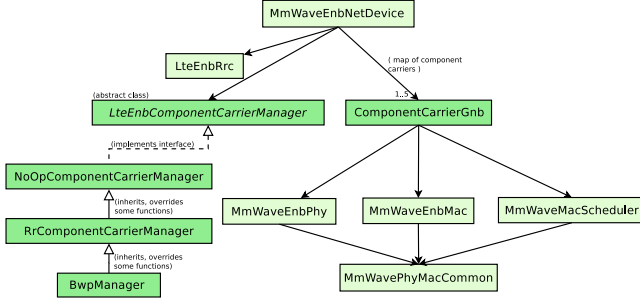 MmWaveEnbNetDevice
LteEnbRrc
( map of component
carriers )
(abstract class)
1..5
LteEnbComponentCarrierManager
ComponentCarrierGnb
(implements interface)
NoOpComponentCarrierManager
(inherits, overrides
some functions)
MmWaveEnbPhy
MmWaveEnbMac
MmWaveMacScheduler
RrComponentCarrierManager
(inherits, overrides
some functions)
MmWavePhyMacCommon
BwpManager